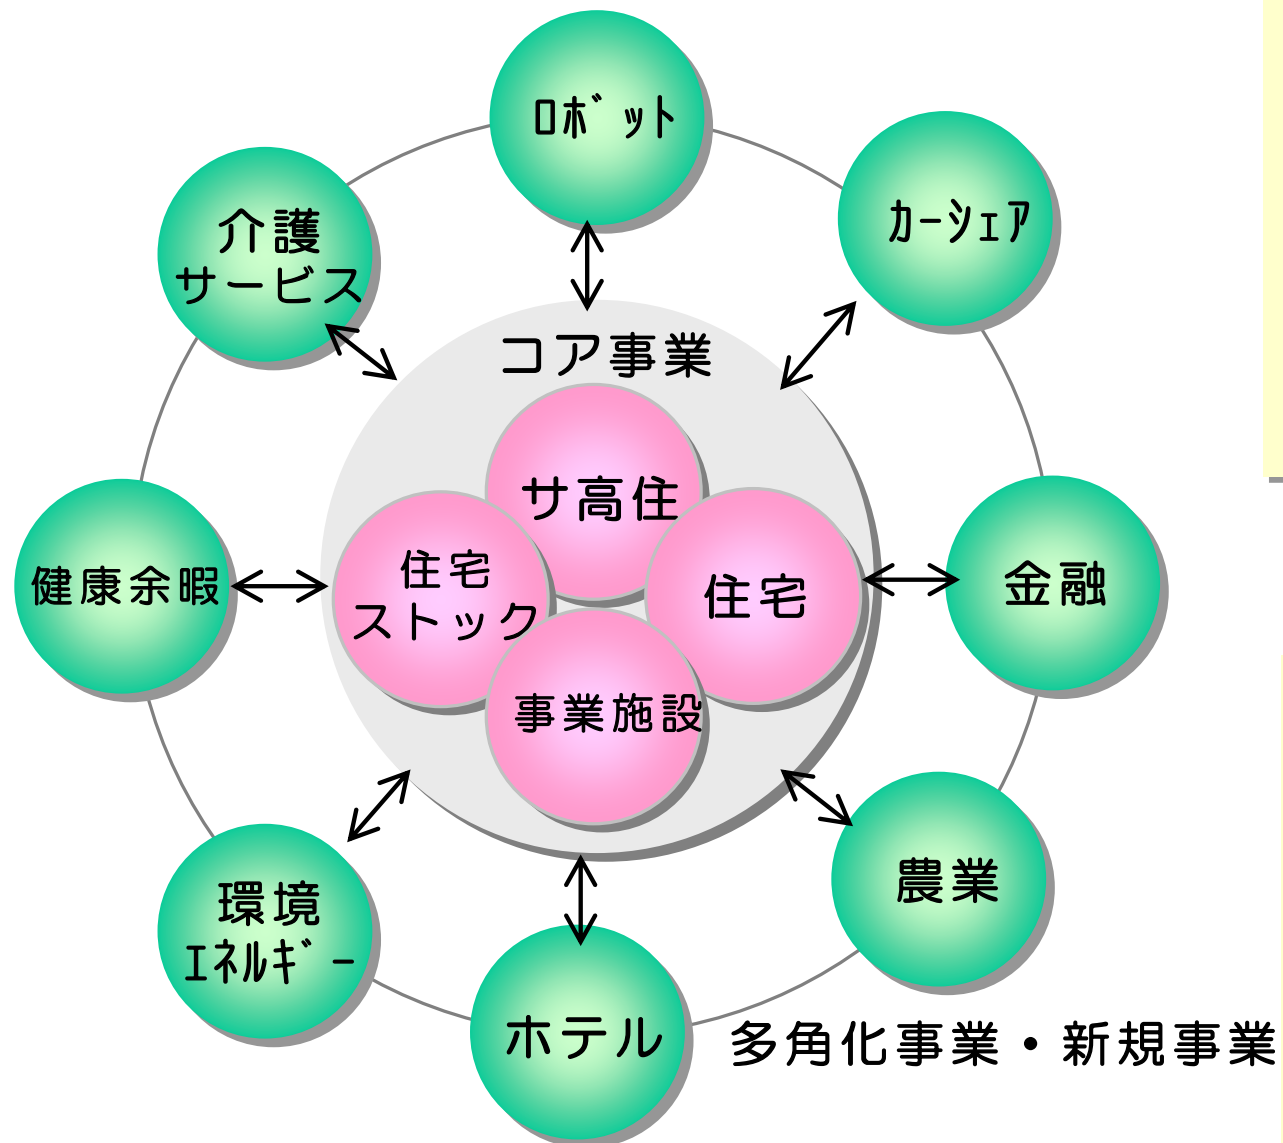 ﾛﾎﾞｯﾄ
ｶｰｼｪｱ
介護
サービス
コア事業
サ高住
住宅
ストック
住宅
事業施設
健康余暇
金融
環境
ｴﾈﾙｷﾞｰ
農業
ホテル
多角化事業・新規事業